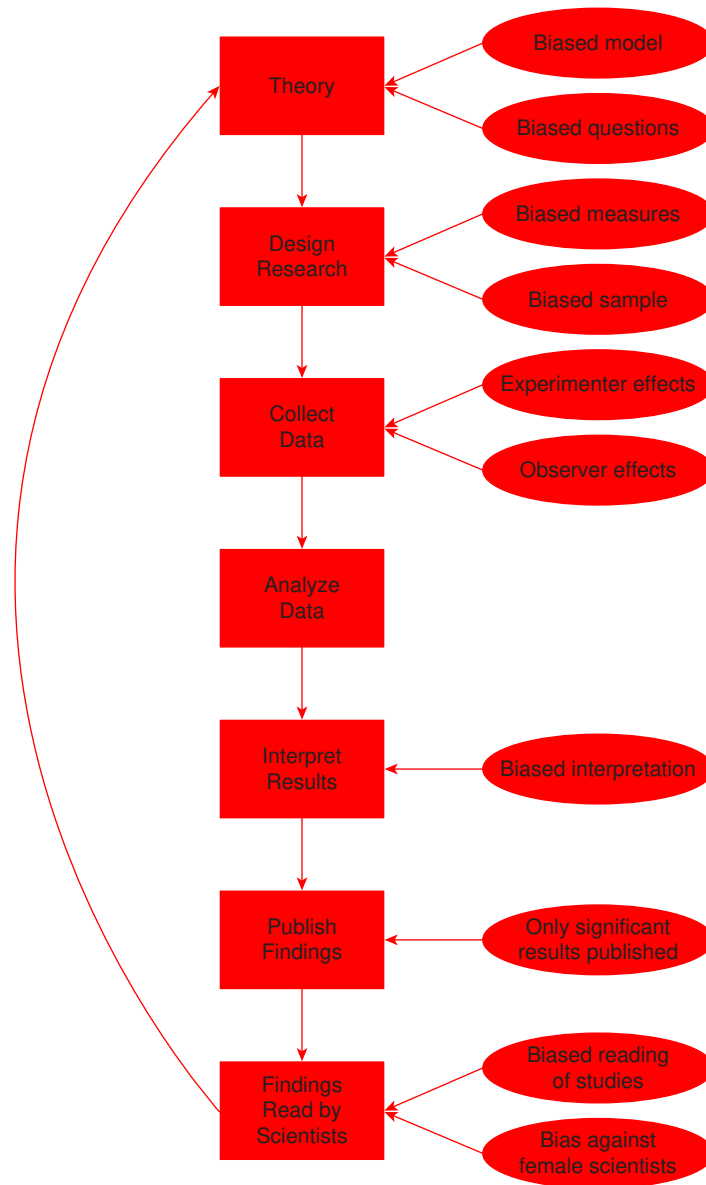 Biased model
Theory
Biased questions
Biased measures
Design
Research
Biased sample
Experimenter effects
Collect
Data
Observer effects
Analyze
Data
Interpret
Results
Biased interpretation
Publish
Findings
Only significant
results published
Biased reading
of studies
Findings
Read by
Scientists
Bias against
female scientists